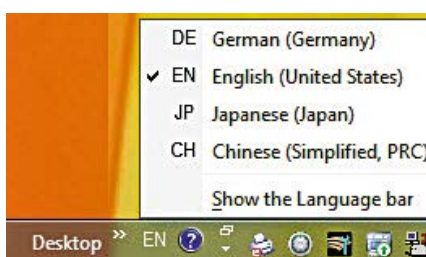 DE German (Germany)
EN English (United States)
JP Japanese (Japan)
CH Chinese (Simplified, PRC)
Show the Language bar
Desktop » EN ?